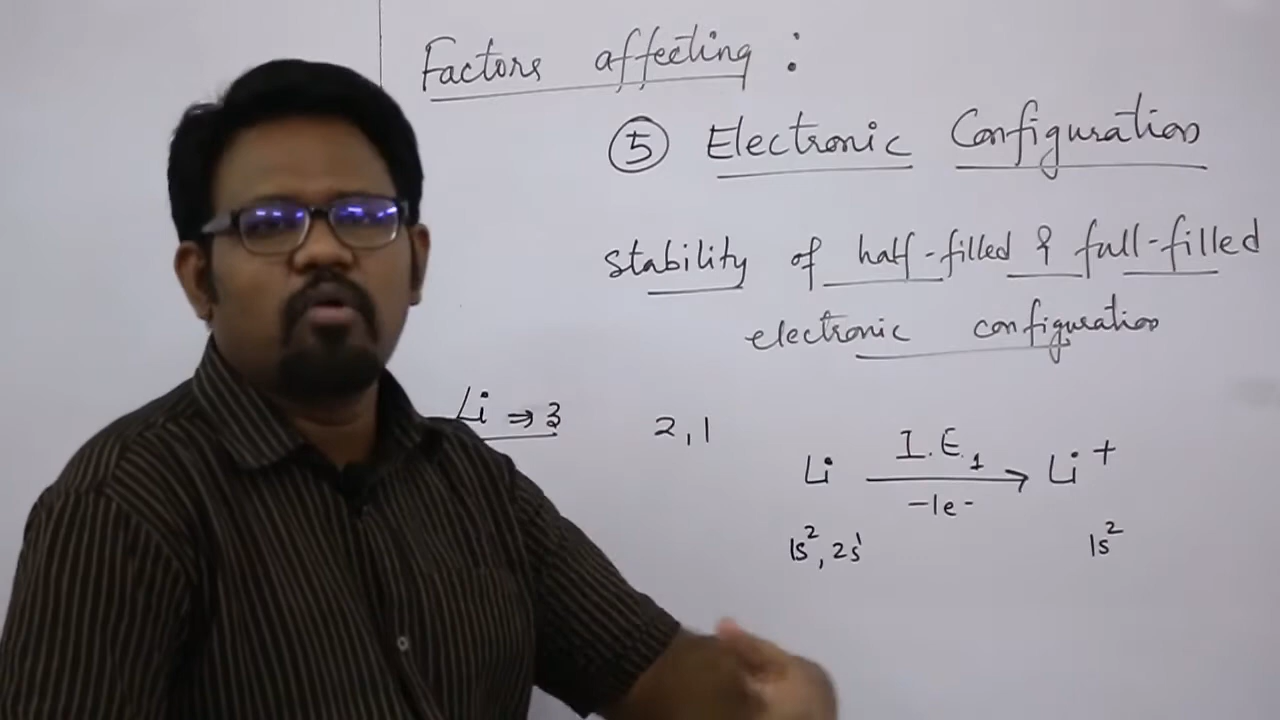 Factors affecting :
⑤ Electronic Configuration
stability of half-filled & full-filled
electronic configuration
Li ⇒ 3 2, 1
Li I.E.₁ → Li⁺
-1e⁻
1s², 2s¹ 1s²